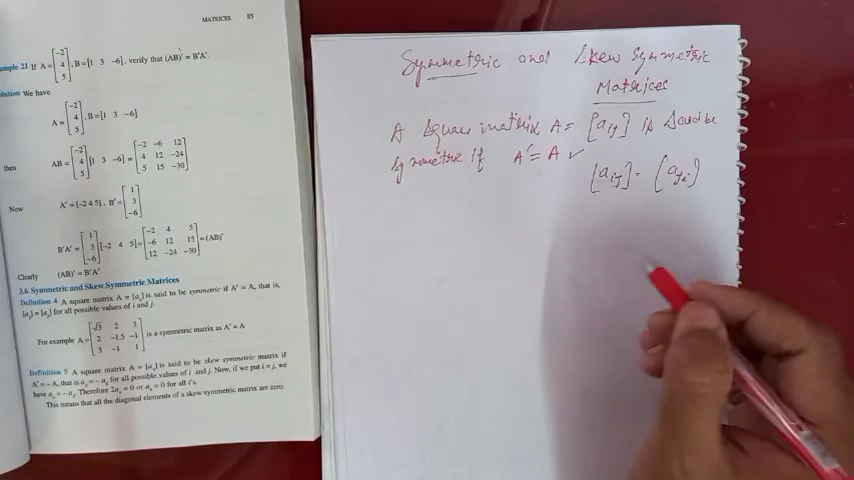 MATRICES 85
ample 21 If A = [-2 4 5], B = [1 3 -6], verify that (AB)′ = B′A′.
olution We have
A = [-2 4 5], B = [1 3 -6]
then AB = [-2 4 5] [1 3 -6] = [-2 -6 12 4 12 -24 5 15 -30]
Now A′ = [-2 4 5], B′ = [1 3 -6]
B′A′ = [1 3 -6] [-2 4 5] = [-2 4 5 -6 12 15 12 -24 -30] = (AB)′
Clearly (AB)′ = B′A′
3.6 Symmetric and Skew Symmetric Matrices
Definition 4 A square matrix A = [aij] is said to be symmetric if A′ = A, that is,
[aij] = [aji] for all possible values of i and j.
For example A = [√3 2 3 2 -1.5 -1 3 -1 1] is a symmetric matrix as A′ = A
Definition 5 A square matrix A = [aij] is said to be skew symmetric matrix if
A′ = – A, that is aji = – aij for all possible values of i and j. Now, if we put i = j, we
have aii = – aii. Therefore 2aii = 0 or aii = 0 for all i's.
This means that all the diagonal elements of a skew symmetric matrix are zero.
Symmetric and Skew Symmetric
Matrices
A Square matrix A = [aij] is Said be
Symmetric if A′ = A ✓
[aij] = [aji]